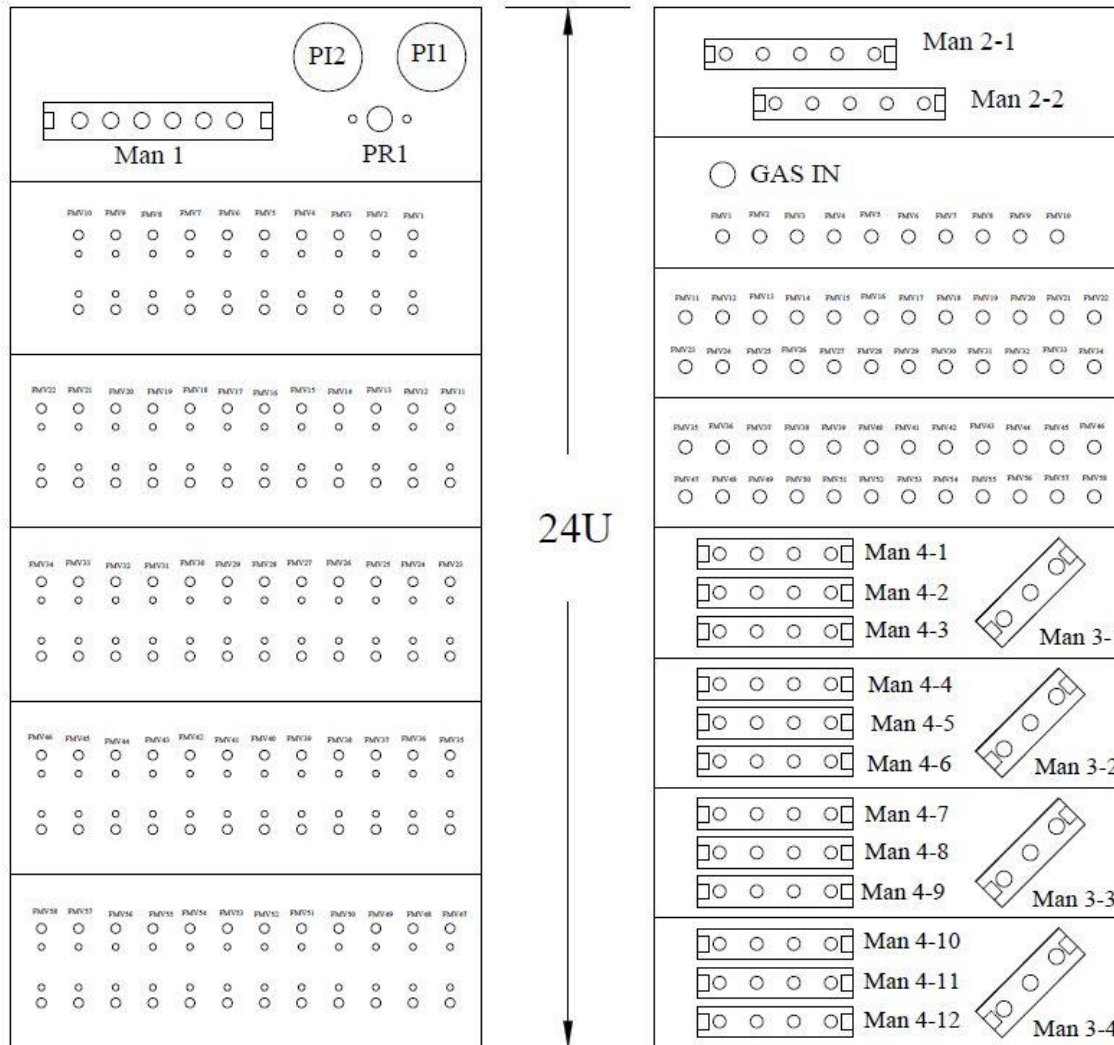 PI2 PI1
Man 1 PR1
FMV10 FMV9 FMV8 FMV7 FMV6 FMV5 FMV4 FMV3 FMV2 FMV1
FMV22 FMV21 FMV20 FMV19 FMV18 FMV17 FMV16 FMV15 FMV14 FMV13 FMV12 FMV11
FMV34 FMV33 FMV32 FMV31 FMV30 FMV29 FMV28 FMV27 FMV26 FMV25 FMV24 FMV23
FMV46 FMV45 FMV44 FMV43 FMV42 FMV41 FMV40 FMV39 FMV38 FMV37 FMV36 FMV35
FMV58 FMV57 FMV56 FMV55 FMV54 FMV53 FMV52 FMV51 FMV50 FMV49 FMV48 FMV47
24U
Man 2-1
Man 2-2
GAS IN
FMV1 FMV2 FMV3 FMV4 FMV5 FMV6 FMV7 FMV8 FMV9 FMV10
FMV11 FMV12 FMV13 FMV14 FMV15 FMV16 FMV17 FMV18 FMV19 FMV20 FMV21 FMV22
FMV23 FMV24 FMV25 FMV26 FMV27 FMV28 FMV29 FMV30 FMV31 FMV32 FMV33 FMV34
FMV35 FMV36 FMV37 FMV38 FMV39 FMV40 FMV41 FMV42 FMV43 FMV44 FMV45 FMV46
FMV47 FMV48 FMV49 FMV50 FMV51 FMV52 FMV53 FMV54 FMV55 FMV56 FMV57 FMV58
Man 4-1
Man 4-2
Man 4-3 Man 3-
Man 4-4
Man 4-5
Man 4-6 Man 3-2
Man 4-7
Man 4-8
Man 4-9 Man 3-3
Man 4-10
Man 4-11
Man 4-12 Man 3-4